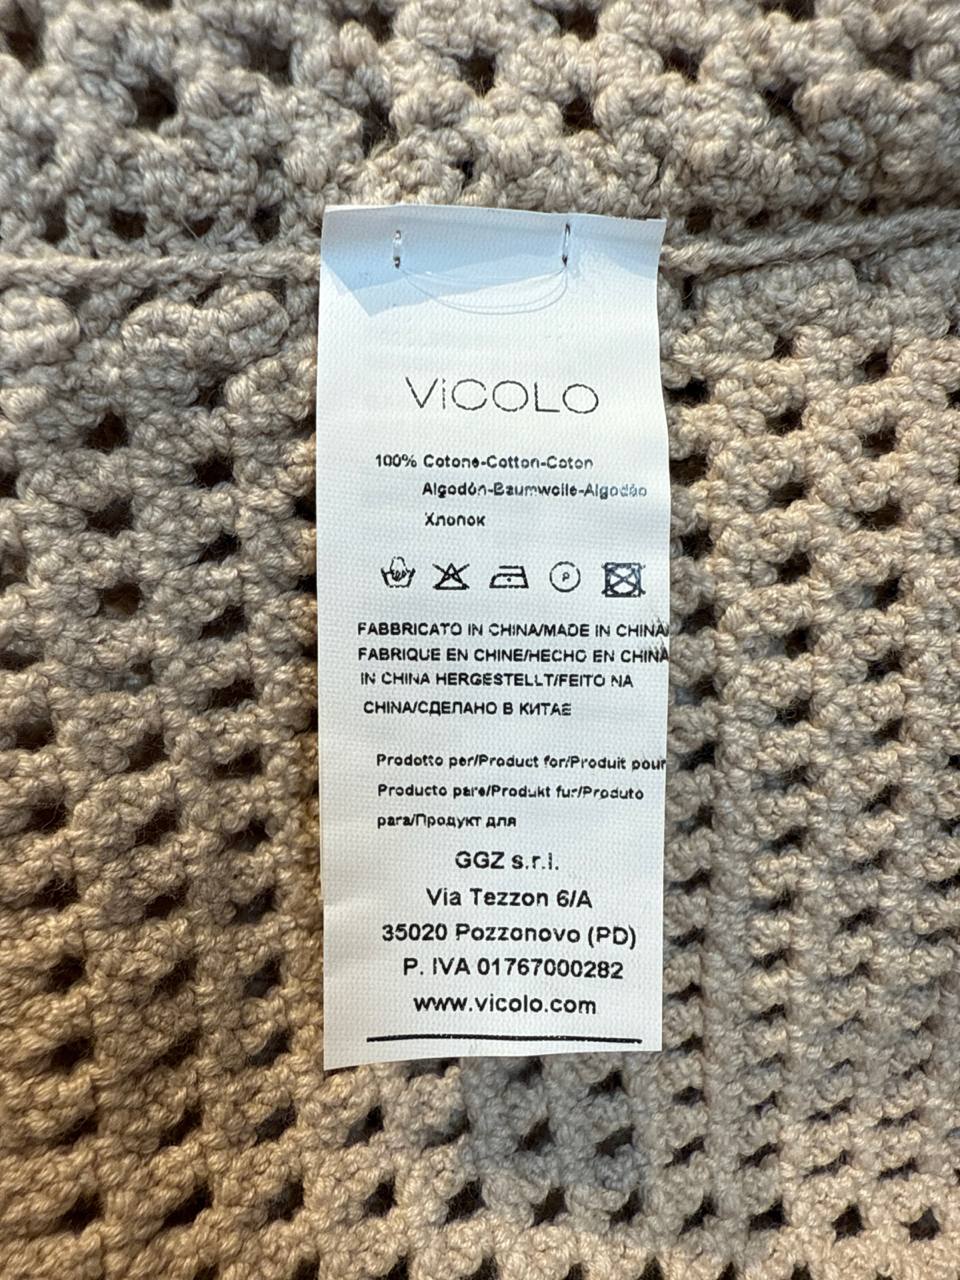 ViCOLO
100% Cotone-Cotton-Coton
Algodón-Baumwolle-Algodão
Хлопок
P
FABBRICATO IN CHINA/MADE IN CHINA/
FABRIQUE EN CHINE/HECHO EN CHINA
IN CHINA HERGESTELLT/FEITO NA
CHINA/СДЕЛАНО В КИТАЕ
Prodotto per/Product for/Produit pour
Producto para/Produkt fur/Produto
para/Продукт для
GGZ s.r.l.
Via Tezzon 6/A
35020 Pozzonovo (PD)
P. IVA 01767000282
www.vicolo.com